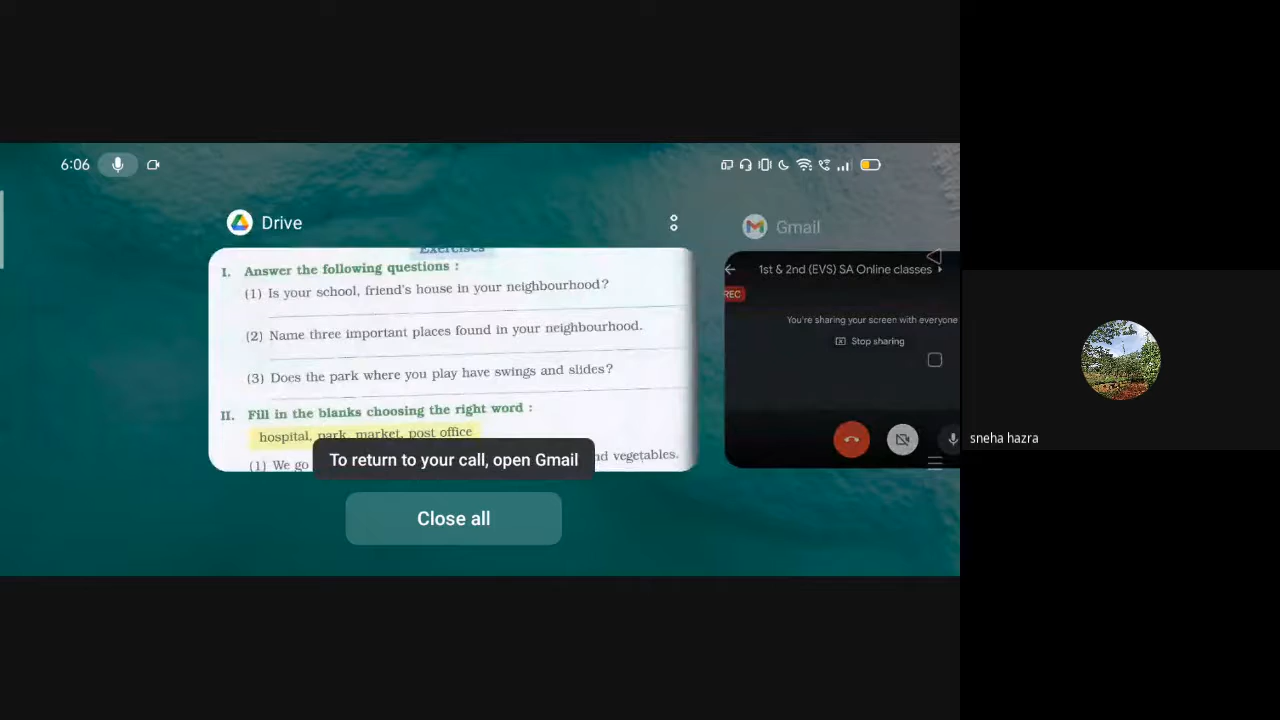 6:06
Drive
Gmail
Exercises
I. Answer the following questions :
(1) Is your school, friend's house in your neighbourhood?
(2) Name three important places found in your neighbourhood.
(3) Does the park where you play have swings and slides?
II. Fill in the blanks choosing the right word :
hospital, park, market, post office
(1) We go
nd vegetables.
To return to your call, open Gmail
Close all
1st & 2nd (EVS) SA Online classes
REC
You're sharing your screen with everyone
Stop sharing
sneha hazra